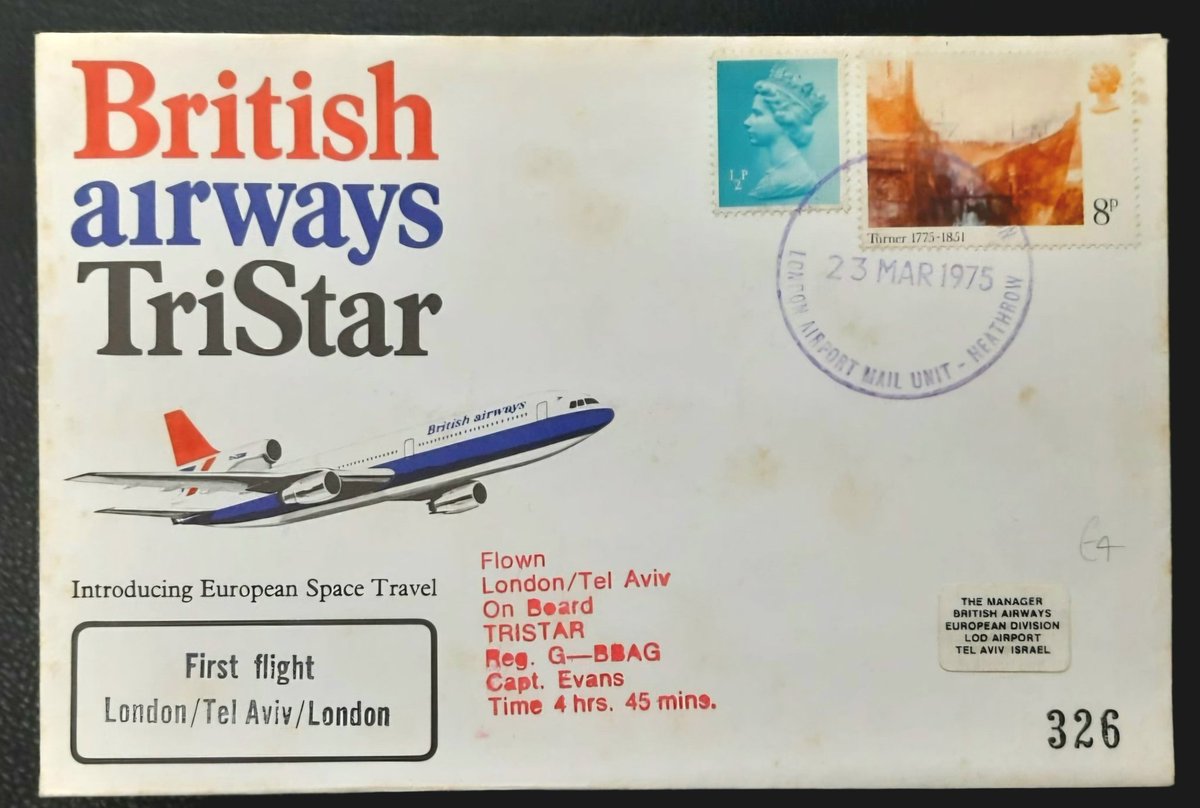 British
airways
TriStar
1/2P
8P
Turner 1775-1851
23 MAR 1975
LONDON AIRPORT MAIL UNIT - HEATHROW
British airways
Introducing European Space Travel
First flight
London/Tel Aviv/London
Flown
London/Tel Aviv
On Board
TRISTAR
Reg. G—BBAG
Capt. Evans
Time 4 hrs. 45 mins.
£4
THE MANAGER
BRITISH AIRWAYS
EUROPEAN DIVISION
LOD AIRPORT
TEL AVIV ISRAEL
326